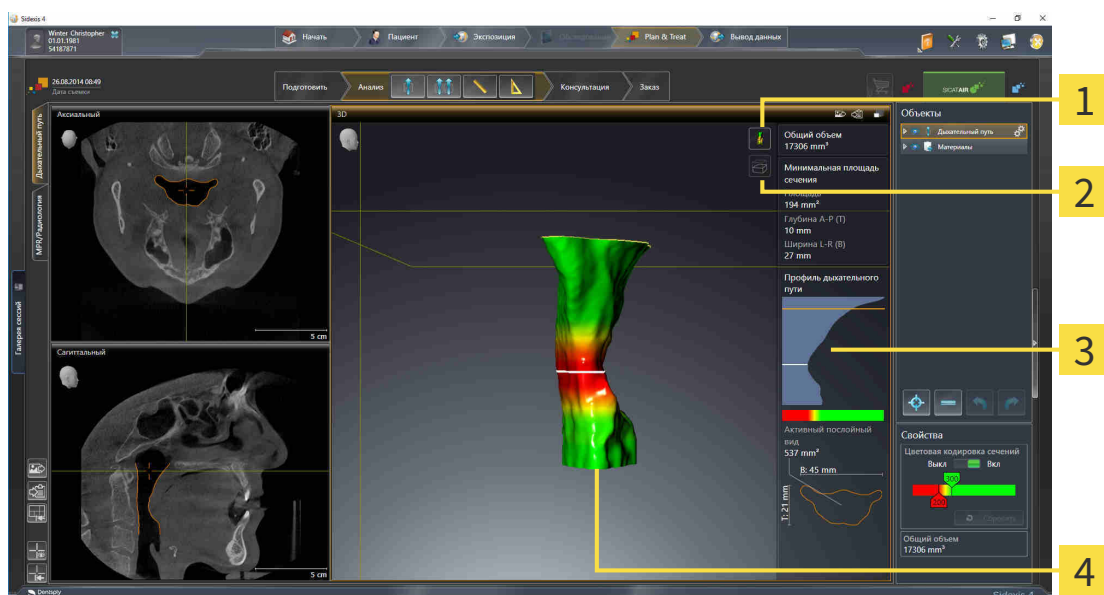 Sidexis 4
Winter Christopher
01.01.1981
54187871
Начать
Пациент
Экспозиция
Plan & Treat
Вывод данных
26.08.2014 08:49
Дата съемки
Подготовить
Анализ
Консультация
Заказ
SICATAIR
1
2
3
4
Дыхательный путь
MPR/Радиология
Галерея сессий
Аксиальный
5 cm
Сагиттальный
5 cm
3D
Общий объем
17306 mm³
Минимальная площадь
сечения
Площадь
194 mm²
Глубина A-P (T)
10 mm
Ширина L-R (B)
27 mm
Профиль дыхательного
пути
Активный послойный
вид
537 mm²
B: 45 mm
T: 21 mm
Объекты
Дыхательный путь
Материалы
Свойства
Цветовая кодировка сечений
Выкл
Вкл
300
200
Общий объем
17306 mm³
Dentsply
Sidexis 4